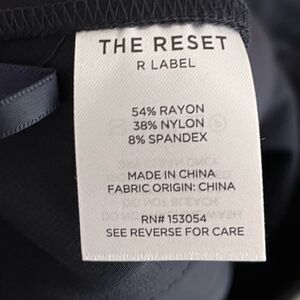 THE RESET
R LABEL
54% RAYON
38% NYLON
8% SPANDEX
MADE IN CHINA
FABRIC ORIGIN: CHINA
RN# 153054
SEE REVERSE FOR CARE